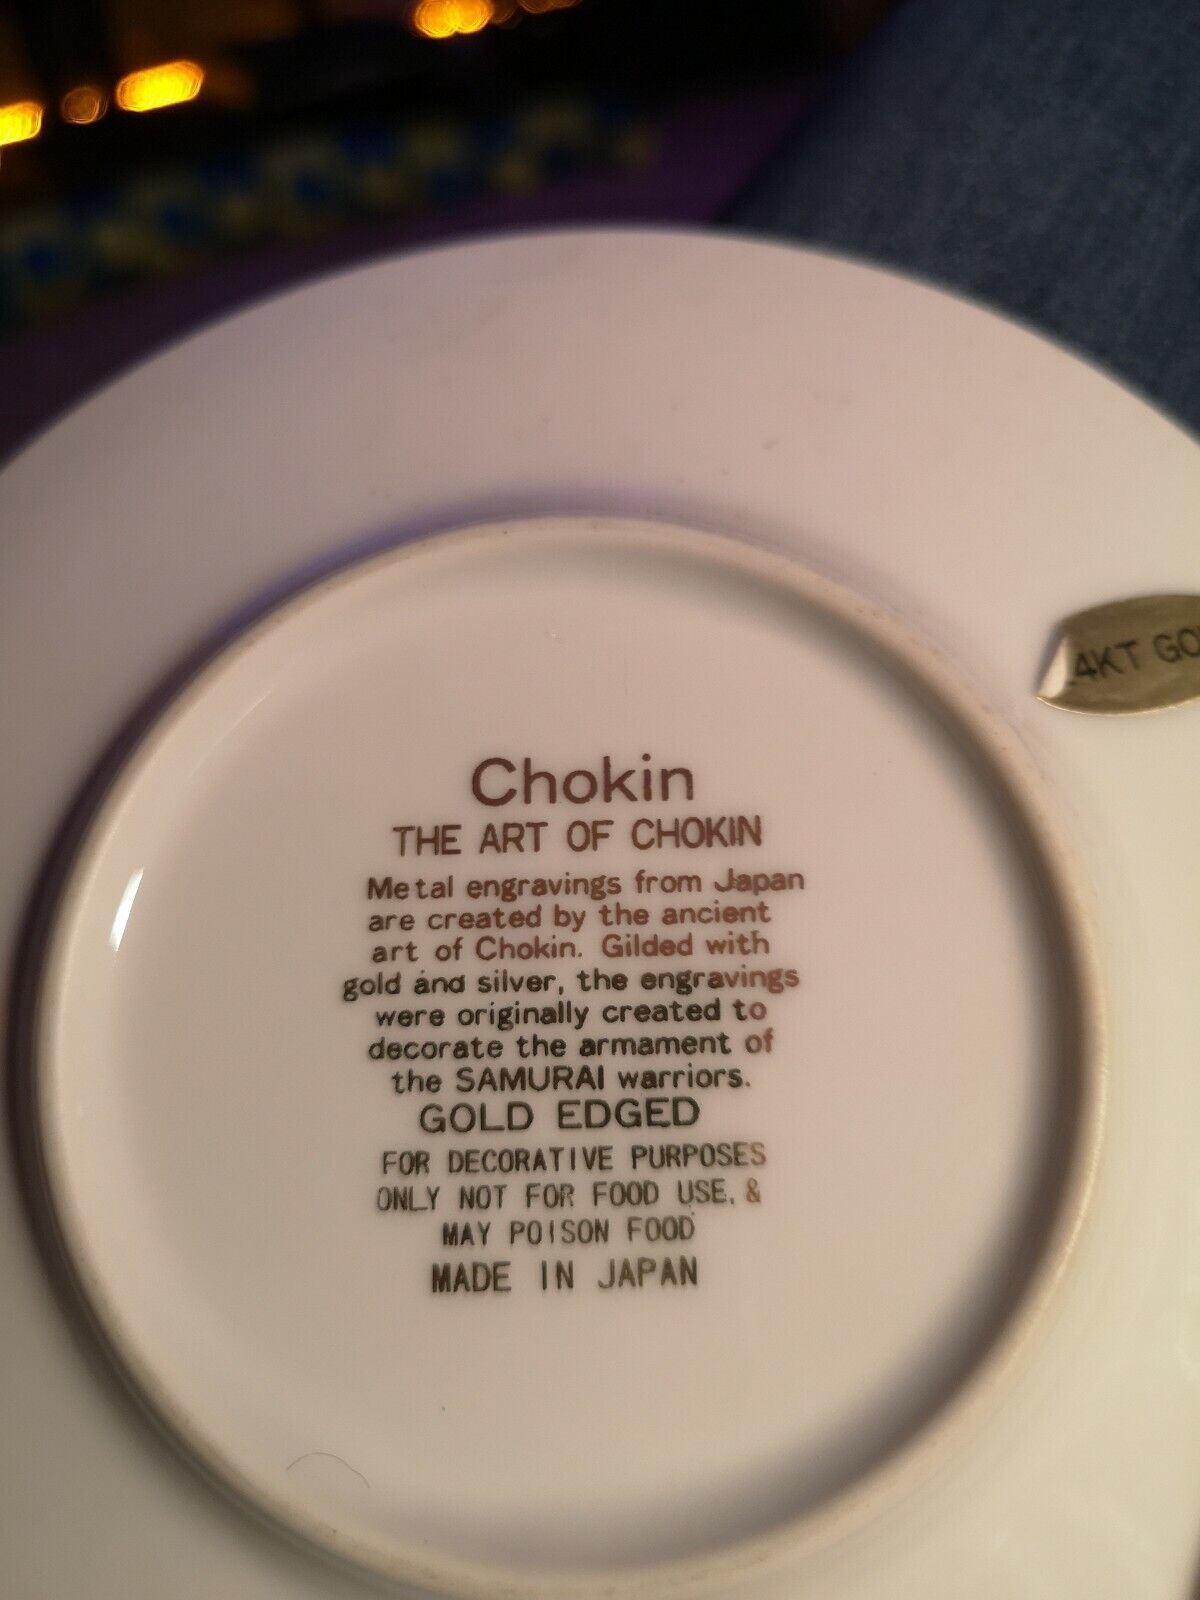 4KT GO
Chokin
THE ART OF CHOKIN
Metal engravings from Japan
are created by the ancient
art of Chokin. Gilded with
gold and silver, the engravings
were originally created to
decorate the armament of
the SAMURAI warriors.
GOLD EDGED
FOR DECORATIVE PURPOSES
ONLY NOT FOR FOOD USE. &
MAY POISON FOOD
MADE IN JAPAN